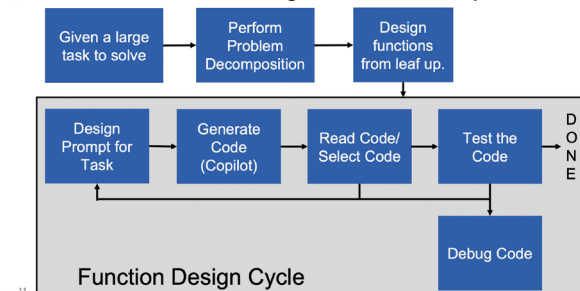 Given a large
task to solve
Perform
Problem
Decomposition
Design
functions
from leaf up.
Design
Prompt for
Task
Generate
Code
(Copilot)
Read Code/
Select Code
Test the
Code
D
O
N
E
Debug Code
Function Design Cycle